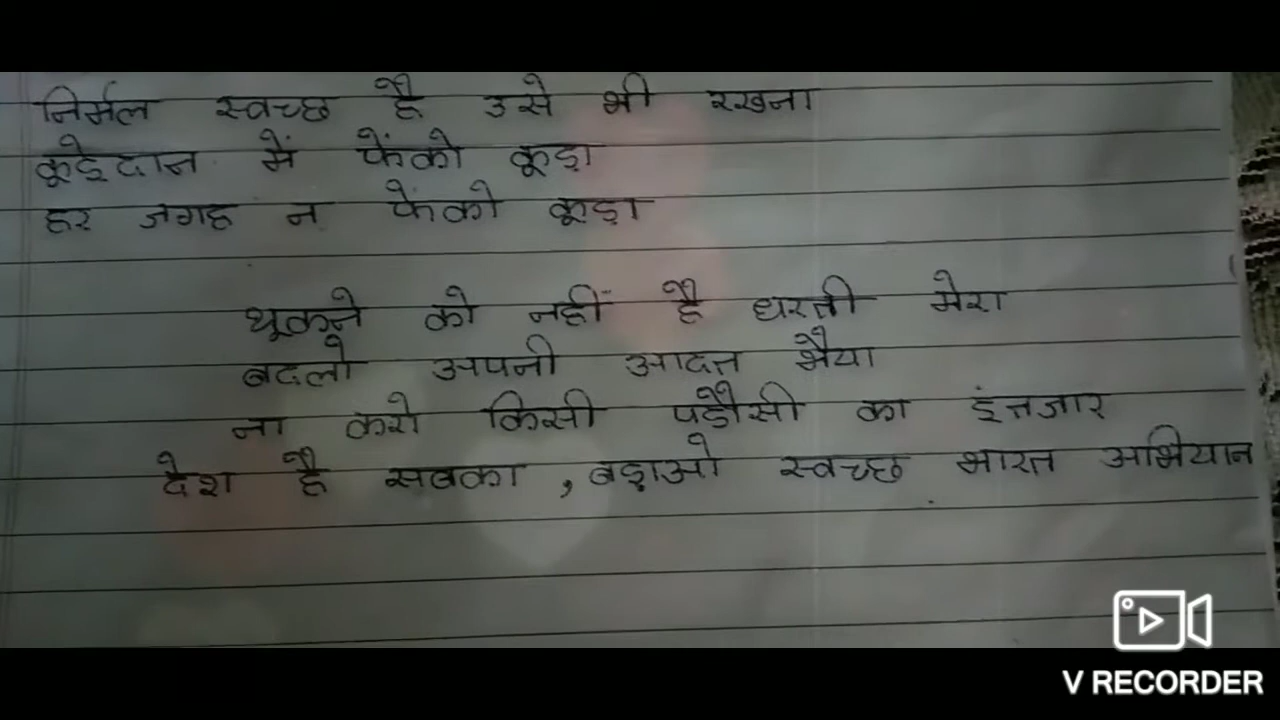 निर्मल स्वच्छ है उसे भी रखना
कूड़ेदान में फेंको कूड़ा
हर जगह न फेंको कूड़ा
थूकने को नहीं है धरती मेरा
बदलो अपनी आदत भैया
ना करो किसी पड़ौसी का इंतजार
देश है सबका , बड़ाओ स्वच्छ भारत अभियान
V RECORDER